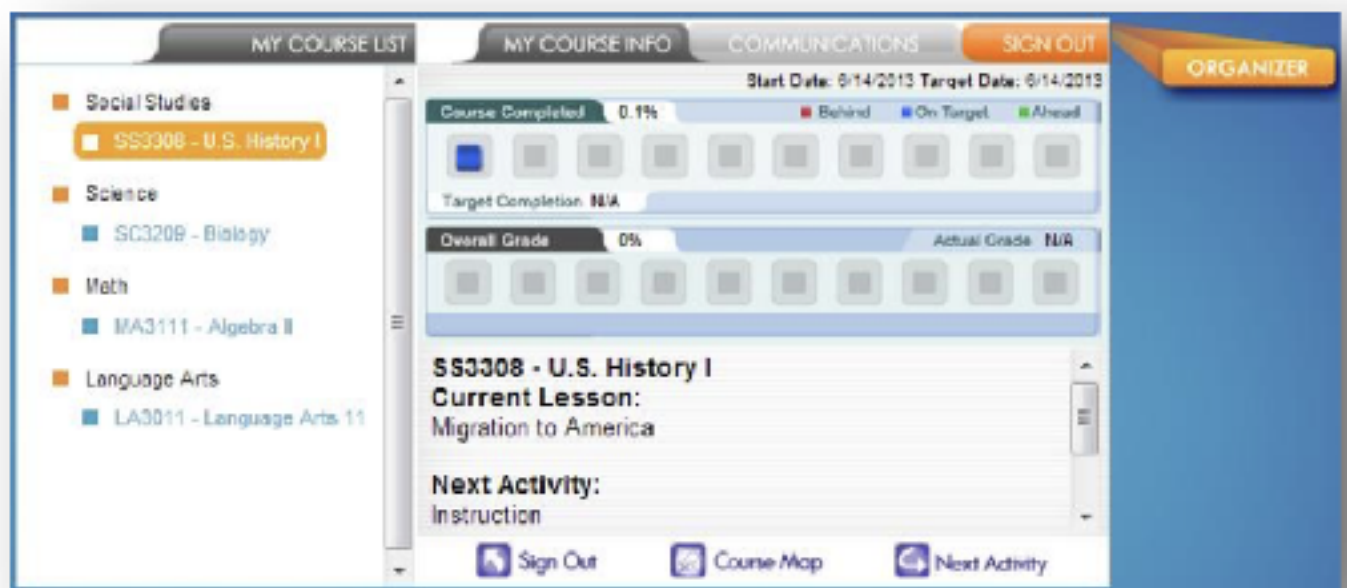 MY COURSE LIST
MY COURSE INFO
COMMUNICATIONS
SIGN OUT
ORGANIZER
Social Studies
SS3308 - U.S. History I
Science
SC3209 - Biology
Math
MA3111 - Algebra II
Language Arts
LA3011 - Language Arts 11
Start Date: 6/14/2013 Target Date: 6/14/2013
Course Completed 0.1% Behind On Target Ahead
Target Completion N/A
Overall Grade 0% Actual Grade N/A
SS3308 - U.S. History I
Current Lesson:
Migration to America
Next Activity:
Instruction
Sign Out Course Map Next Activity